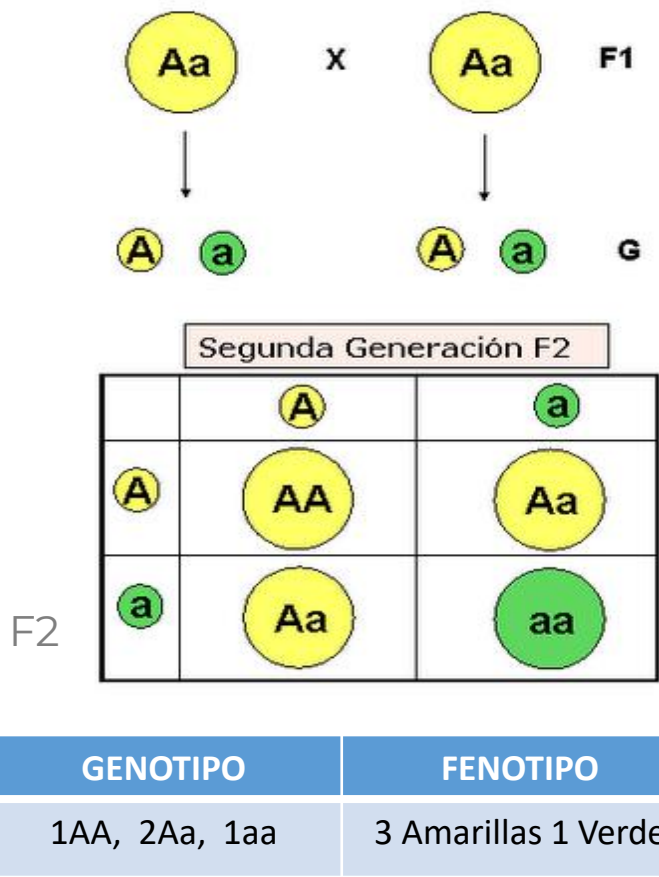 Aa X Aa F1
A a A a G
Segunda Generación F2
A a
A AA Aa
F2 a Aa aa
GENOTIPO FENOTIPO
1AA, 2Aa, 1aa 3 Amarillas 1 Verde